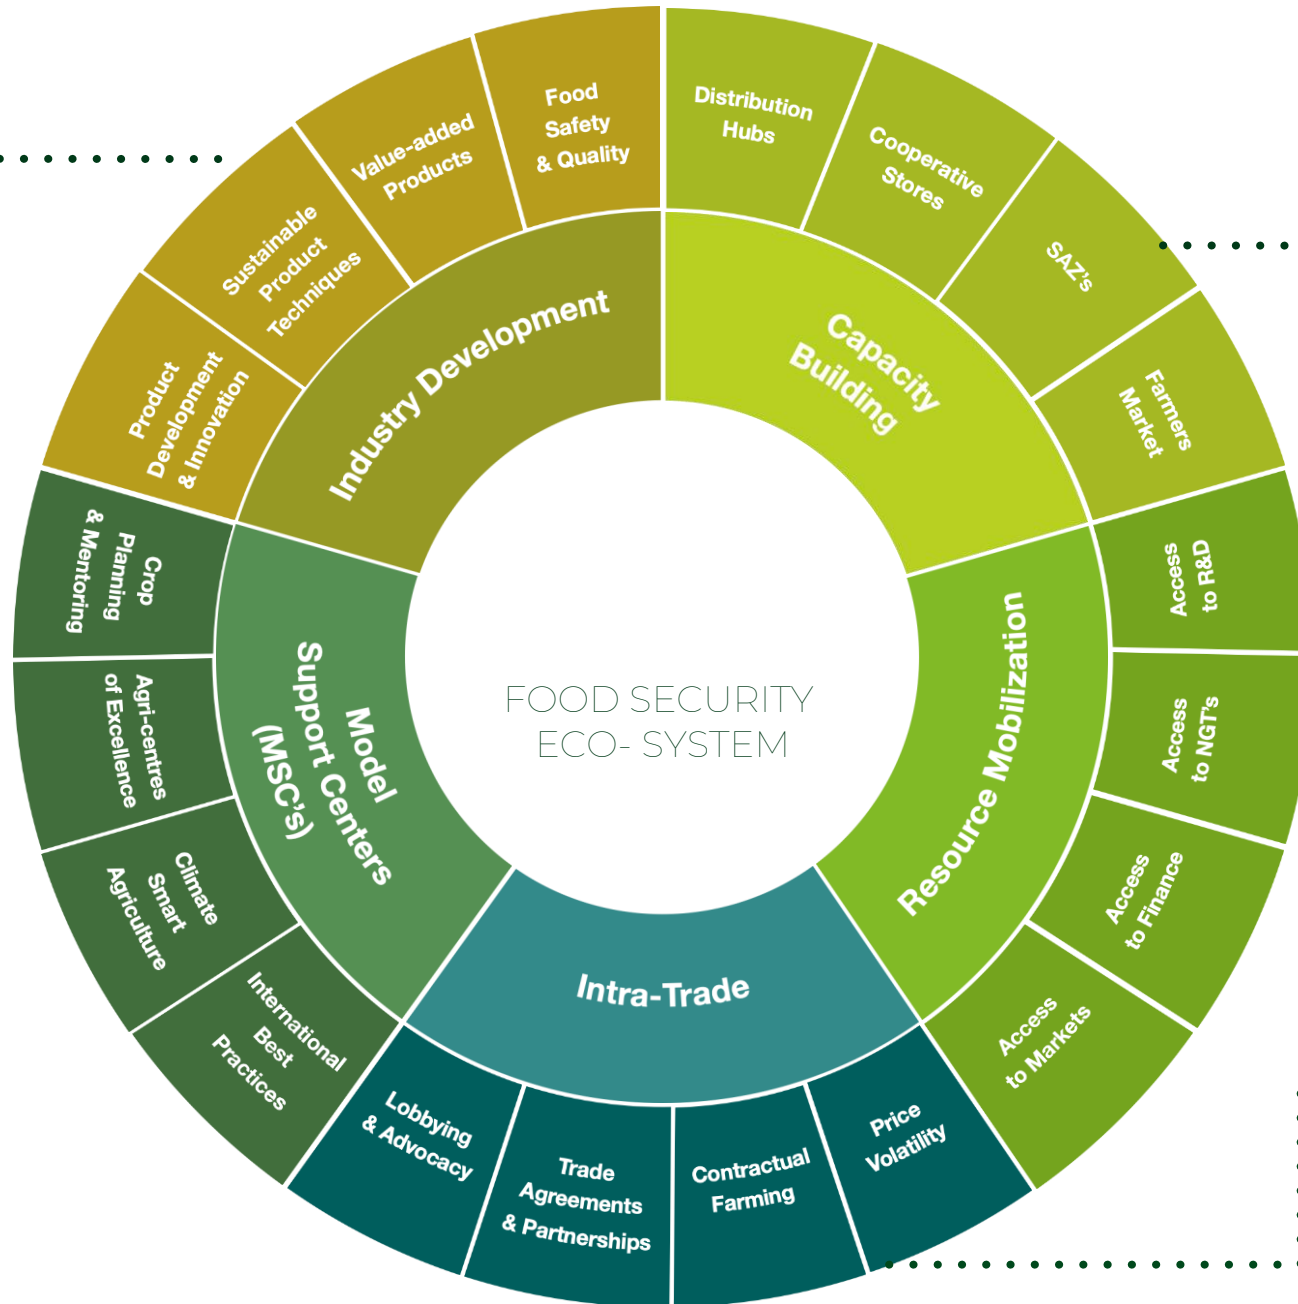 FOOD SECURITY
ECO- SYSTEM
Capacity
Building
Distribution
Hubs
Cooperative
Stores
SAZ's
Farmers
Market
Resource Mobilization
Access
to R&D
Access
to NGT's
Access
to Finance
Access
to Markets
Intra-Trade
Price
Volatility
Contractual
Farming
Trade
Agreements
& Partnerships
Lobbying
& Advocacy
Model
Support Centers
(MSC's)
International
Best
Practices
Climate
Smart
Agriculture
Agri-centres
of Excellence
Crop
Planning
& Mentoring
Industry Development
Product
Development
& Innovation
Sustainable
Product
Techniques
Value-added
Products
Food
Safety
& Quality